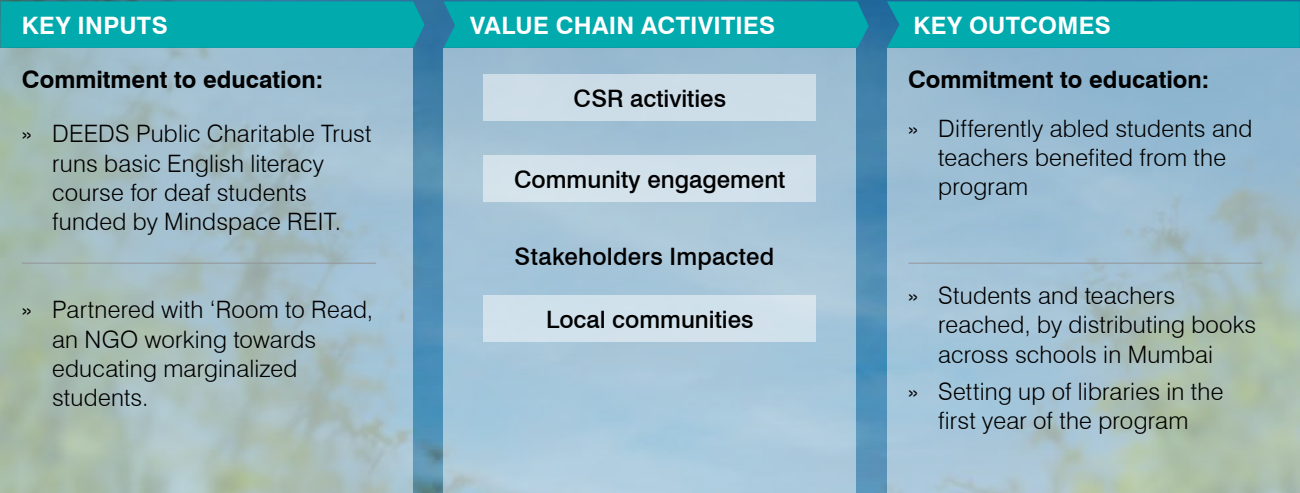 KEY INPUTS
Commitment to education:
» DEEDS Public Charitable Trust
runs basic English literacy
course for deaf students
funded by Mindspace REIT.
» Partnered with ‘Room to Read,
an NGO working towards
educating marginalized
students.
VALUE CHAIN ACTIVITIES
CSR activities
Community engagement
Stakeholders Impacted
Local communities
KEY OUTCOMES
Commitment to education:
» Differently abled students and
teachers benefited from the
program
» Students and teachers
reached, by distributing books
across schools in Mumbai
» Setting up of libraries in the
first year of the program